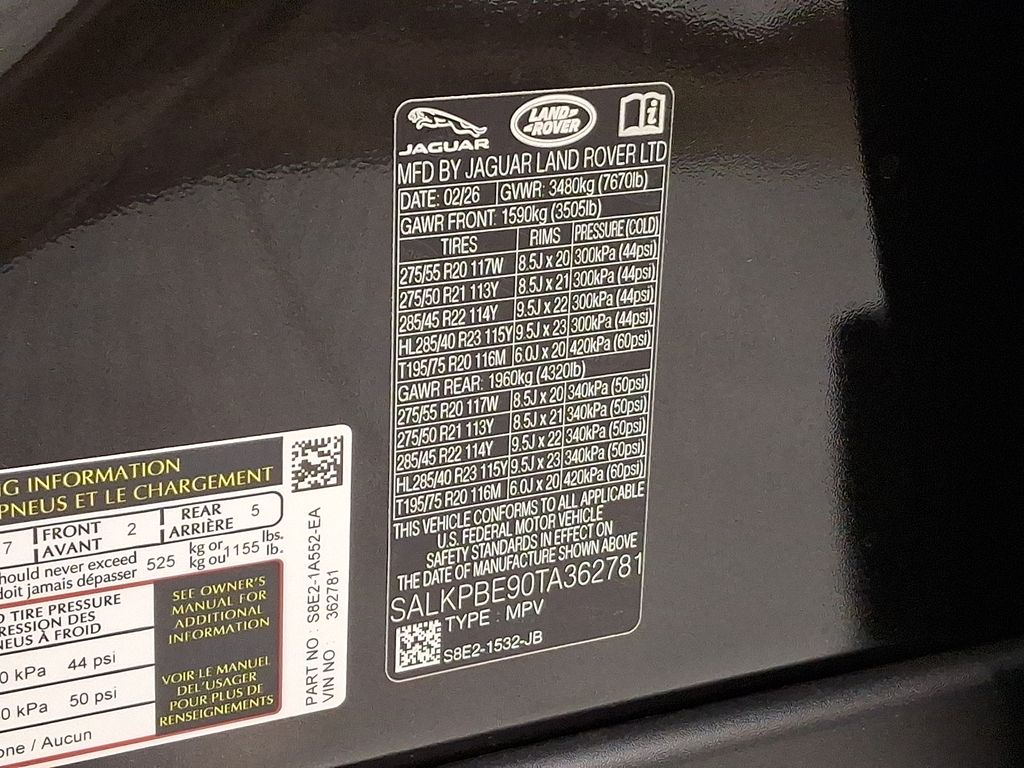 JAGUAR
LAND ROVER
MFD BY JAGUAR LAND ROVER LTD
DATE: 02/26 GVWR: 3480kg (7670lb)
GAWR FRONT: 1590kg (3505lb)
TIRES RIMS PRESSURE (COLD)
275/55 R20 117W 8.5J x 20 300kPa (44psi)
275/50 R21 113Y 8.5J x 21 300kPa (44psi)
285/45 R22 114Y 9.5J x 22 300kPa (44psi)
HL285/40 R23 115Y 9.5J x 23 300kPa (44psi)
T195/75 R20 116M 6.0J x 20 420kPa (60psi)
GAWR REAR: 1960kg (4320lb)
275/55 R20 117W 8.5J x 20 340kPa (50psi)
275/50 R21 113Y 8.5J x 21 340kPa (50psi)
285/45 R22 114Y 9.5J x 22 340kPa (50psi)
HL285/40 R23 115Y 9.5J x 23 340kPa (50psi)
T195/75 R20 116M 6.0J x 20 420kPa (60psi)
THIS VEHICLE CONFORMS TO ALL APPLICABLE
U.S. FEDERAL MOTOR VEHICLE
SAFETY STANDARDS IN EFFECT ON
THE DATE OF MANUFACTURE SHOWN ABOVE
SALKPBE90TA362781
TYPE : MPV
S8E2-1532-JB
NG INFORMATION
PNEUS ET LE CHARGEMENT
7 FRONT 2 REAR 5
AVANT ARRIÈRE
hould never exceed 525 kg or 1155 lbs.
doit jamais dépasser kg ou lb.
D TIRE PRESSURE
RESSION DES
NEUS À FROID
0 kPa 44 psi
0 kPa 50 psi
one / Aucun
SEE OWNER'S
MANUAL FOR
ADDITIONAL
INFORMATION
VOIR LE MANUEL
DEL'USAGER
POUR PLUS DE
RENSEIGNEMENTS
PART NO : S8E2-1A552-EA
VIN NO : 362781